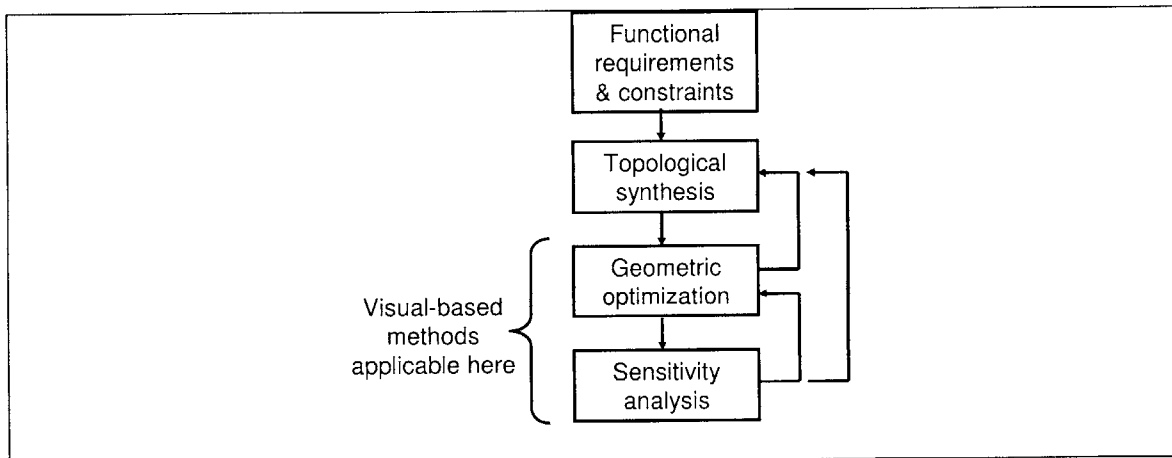 Functional
requirements
& constraints
Topological
synthesis
Geometric
optimization
Visual-based
methods
applicable here
Sensitivity
analysis